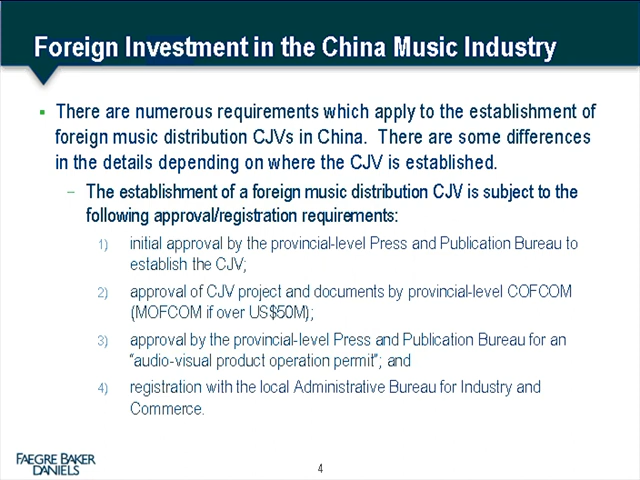 Foreign Investment in the China Music Industry
There are numerous requirements which apply to the establishment of
foreign music distribution CJVs in China. There are some differences
in the details depending on where the CJV is established.
– The establishment of a foreign music distribution CJV is subject to the
following approval/registration requirements:
1) initial approval by the provincial-level Press and Publication Bureau to
establish the CJV;
2) approval of CJV project and documents by provincial-level COFCOM
(MOFCOM if over US$50M);
3) approval by the provincial-level Press and Publication Bureau for an
“audio-visual product operation permit”; and
4) registration with the local Administrative Bureau for Industry and
Commerce.
FAEGRE BAKER
DANIELS
4